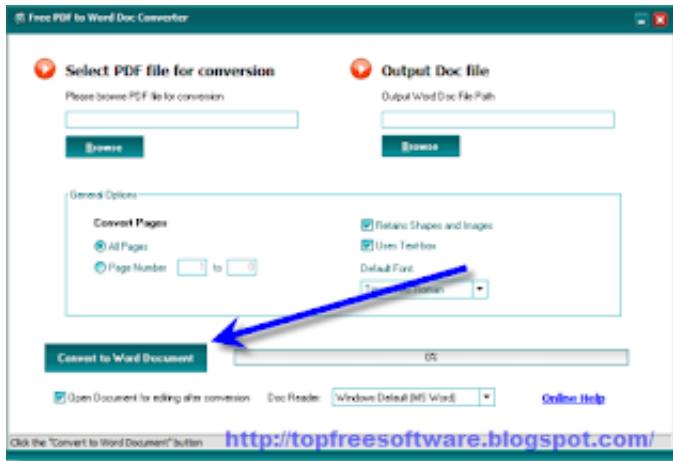 Free PDF to Word Doc Converter
Select PDF file for conversion
Output Doc file
Please browse PDF file for conversion
Output Word Doc File Path
Browse
Browse
General Options
Convert Pages
Retains Shapes and Images
All Pages
Uses Text-box
Page Number 1 to 0
Default Font
Roman
Convert to Word Document
0%
Open Document for editing after conversion
Doc Reader:
Windows Default (MS Word)
Online Help
Click the "Convert to Word Document" button
http://topfreesoftware.blogspot.com/